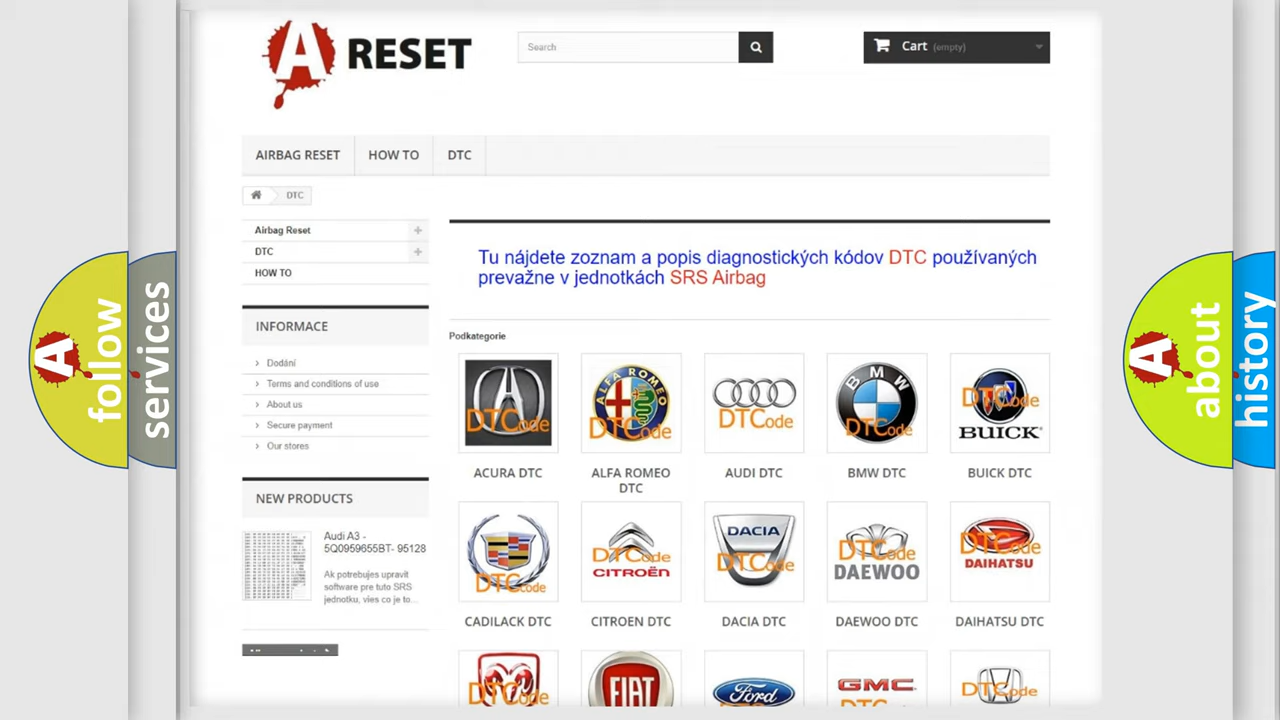 A RESET
Search
Cart (empty)
AIRBAG RESET
HOW TO
DTC
DTC
Airbag Reset
DTC
HOW TO
Tu nájdete zoznam a popis diagnostických kódov DTC používaných
prevažne v jednotkách SRS Airbag
INFORMACE
Dodání
Terms and conditions of use
About us
Secure payment
Our stores
NEW PRODUCTS
Audi A3 -
5Q0959655BT- 95128
Ak potrebujes upravit
software pre tuto SRS
jednotku, vies co je to...
Podkategorie
DTCode
ALFA ROMEO
DTCode
DTCode
BMW
DTCode
DTCode
BUICK
ACURA DTC
ALFA ROMEO
DTC
AUDI DTC
BMW DTC
BUICK DTC
DTCode
DTCode
CITROËN
DACIA
DTCode
DTCode
DAEWOO
DTCode
DAIHATSU
CADILACK DTC
CITROEN DTC
DACIA DTC
DAEWOO DTC
DAIHATSU DTC
DTCode
FIAT
Ford
GMC
DTCode
A follow
services
A about
history